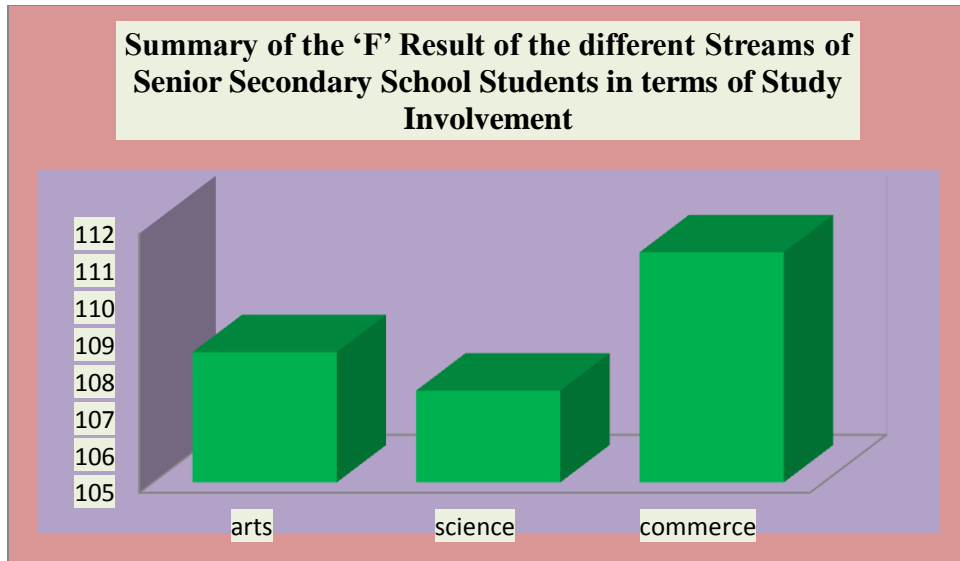 Summary of the ‘F’ Result of the different Streams of
Senior Secondary School Students in terms of Study
Involvement
112
111
110
109
108
107
106
105
arts science commerce